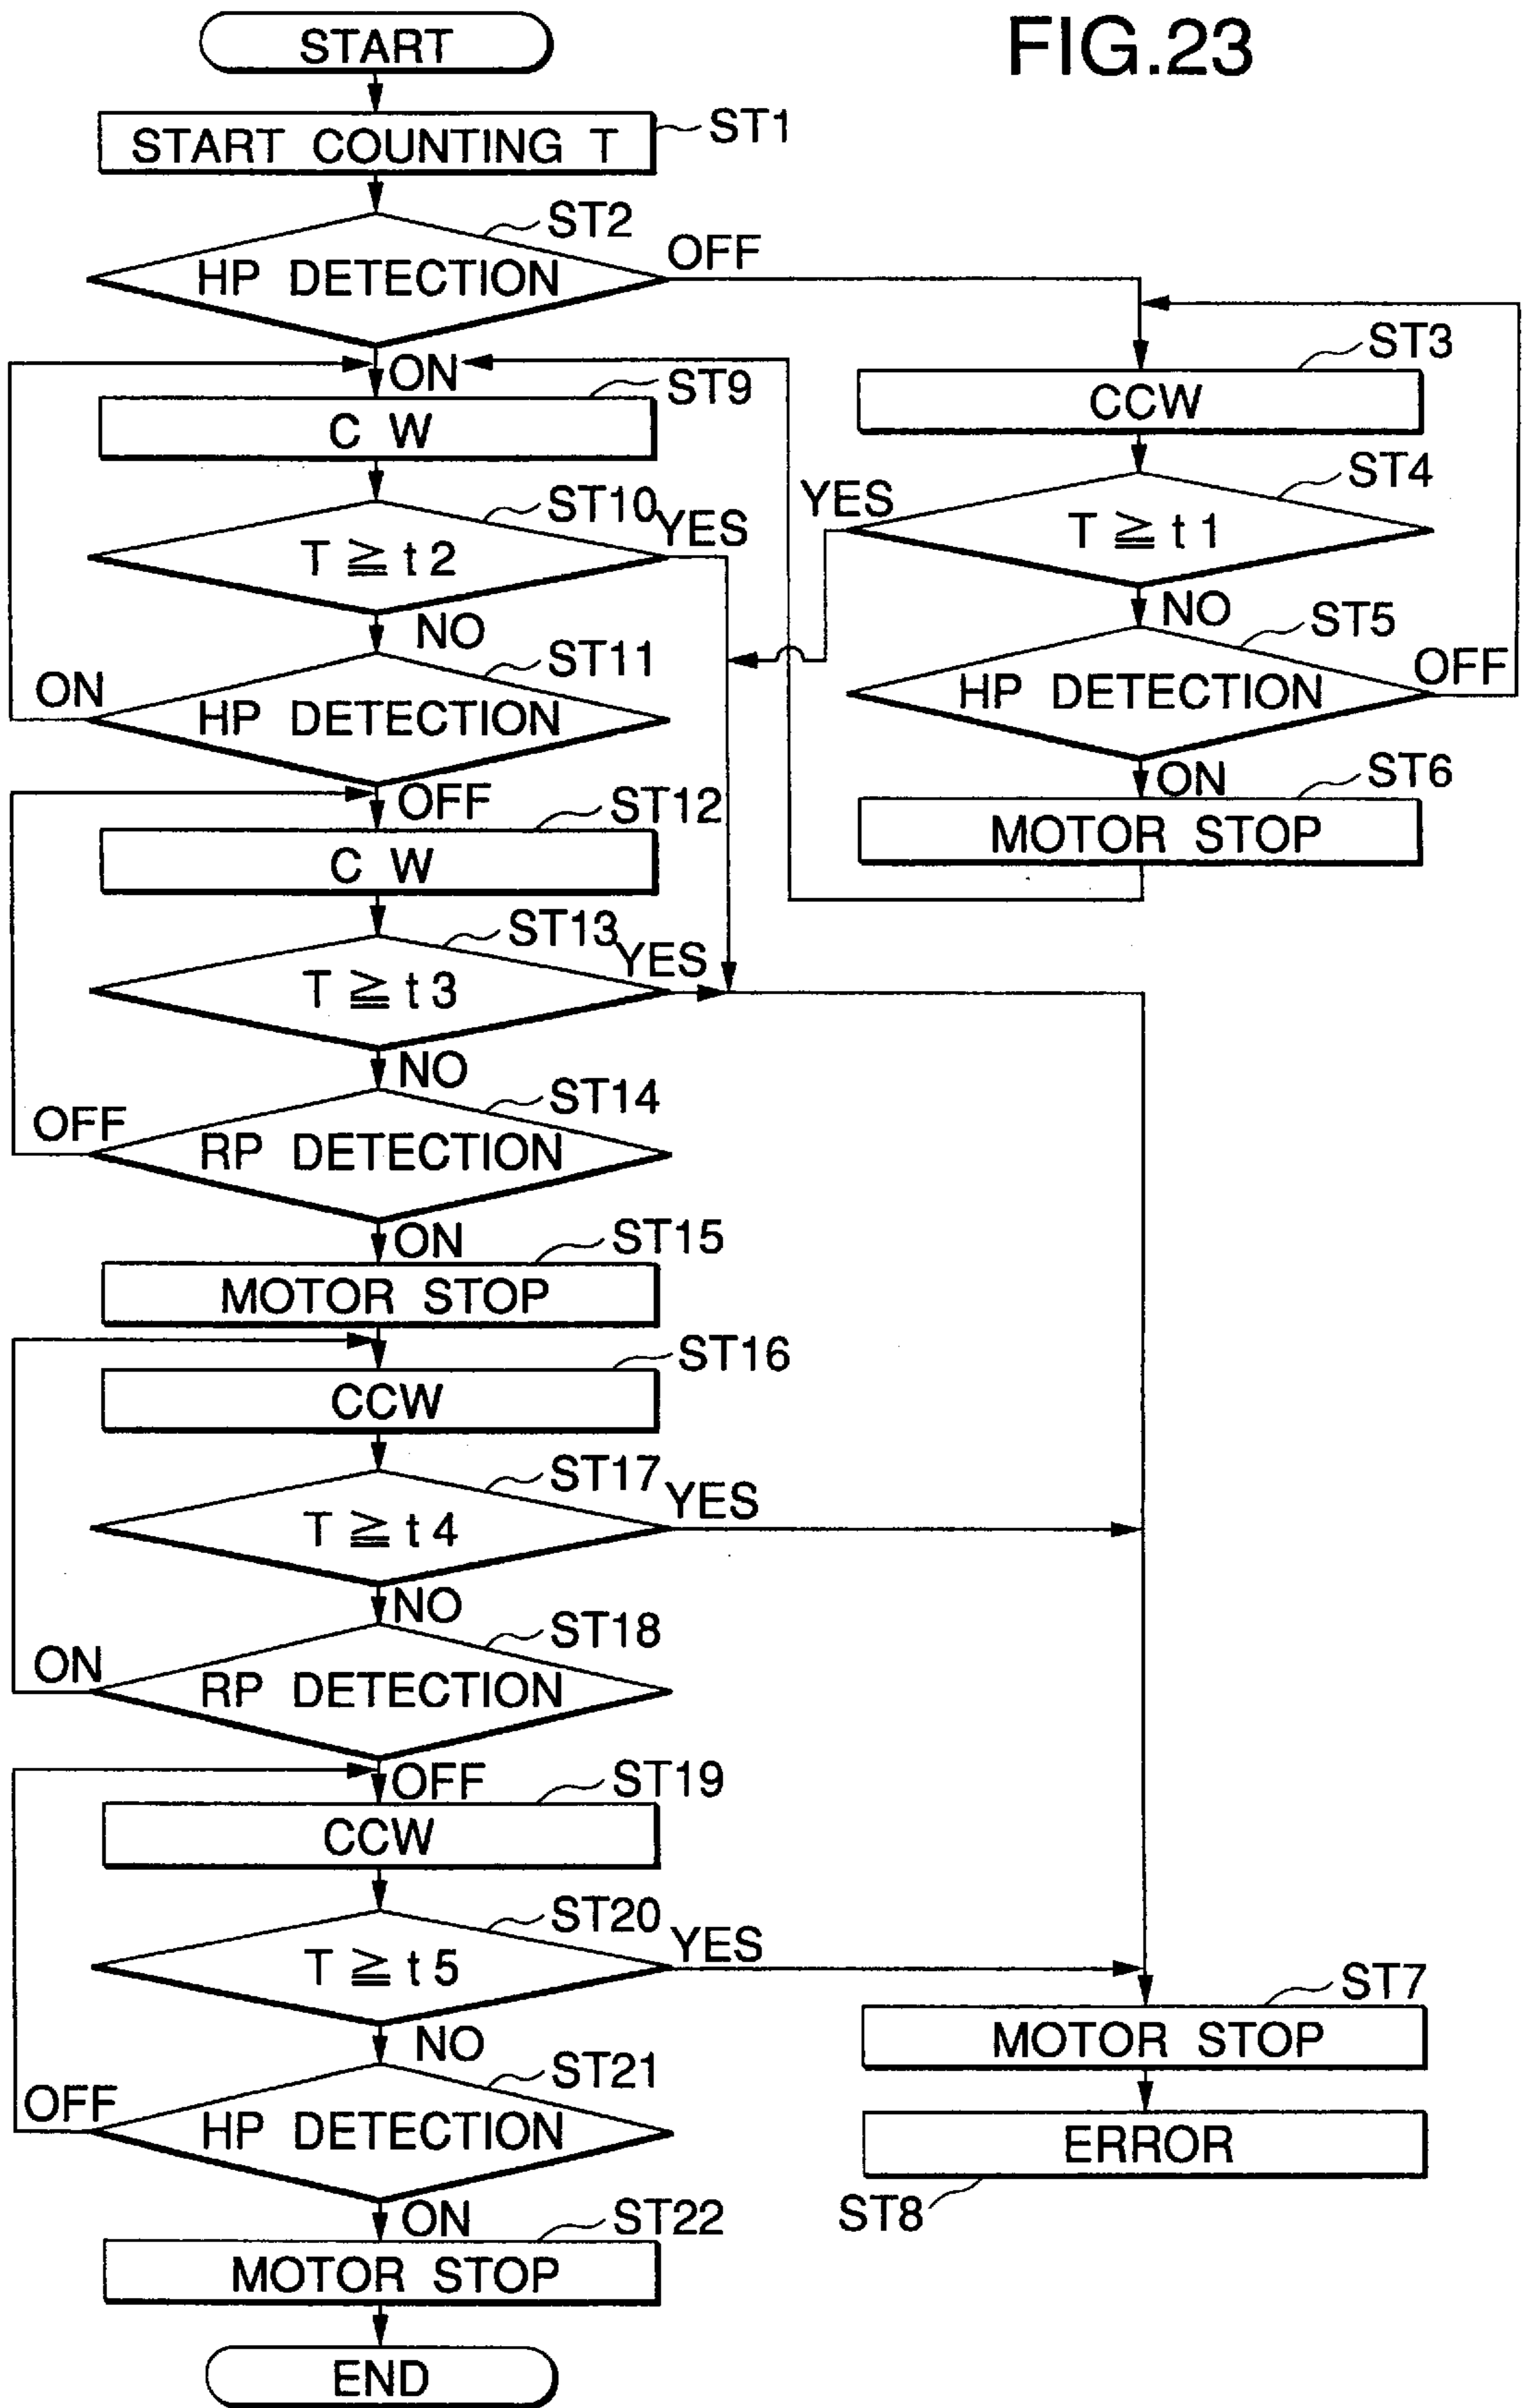 FIG.23
START
START COUNTING T
ST1
ST2
HP DETECTION
OFF
ON
ST9
C W
ST3
CCW
ST10
YES
T ≧ t 2
NO
ST4
YES
T ≧ t 1
NO
ST11
ON
HP DETECTION
OFF
ST5
HP DETECTION
OFF
ON
ST6
MOTOR STOP
ST12
C W
ST13
YES
T ≧ t 3
NO
ST14
OFF
RP DETECTION
ON
ST15
MOTOR STOP
ST16
CCW
ST17
YES
T ≧ t 4
NO
ST18
ON
RP DETECTION
OFF
ST19
CCW
ST20
YES
T ≧ t 5
NO
ST7
MOTOR STOP
ST21
OFF
HP DETECTION
ON
ERROR
ST8
ST22
MOTOR STOP
END